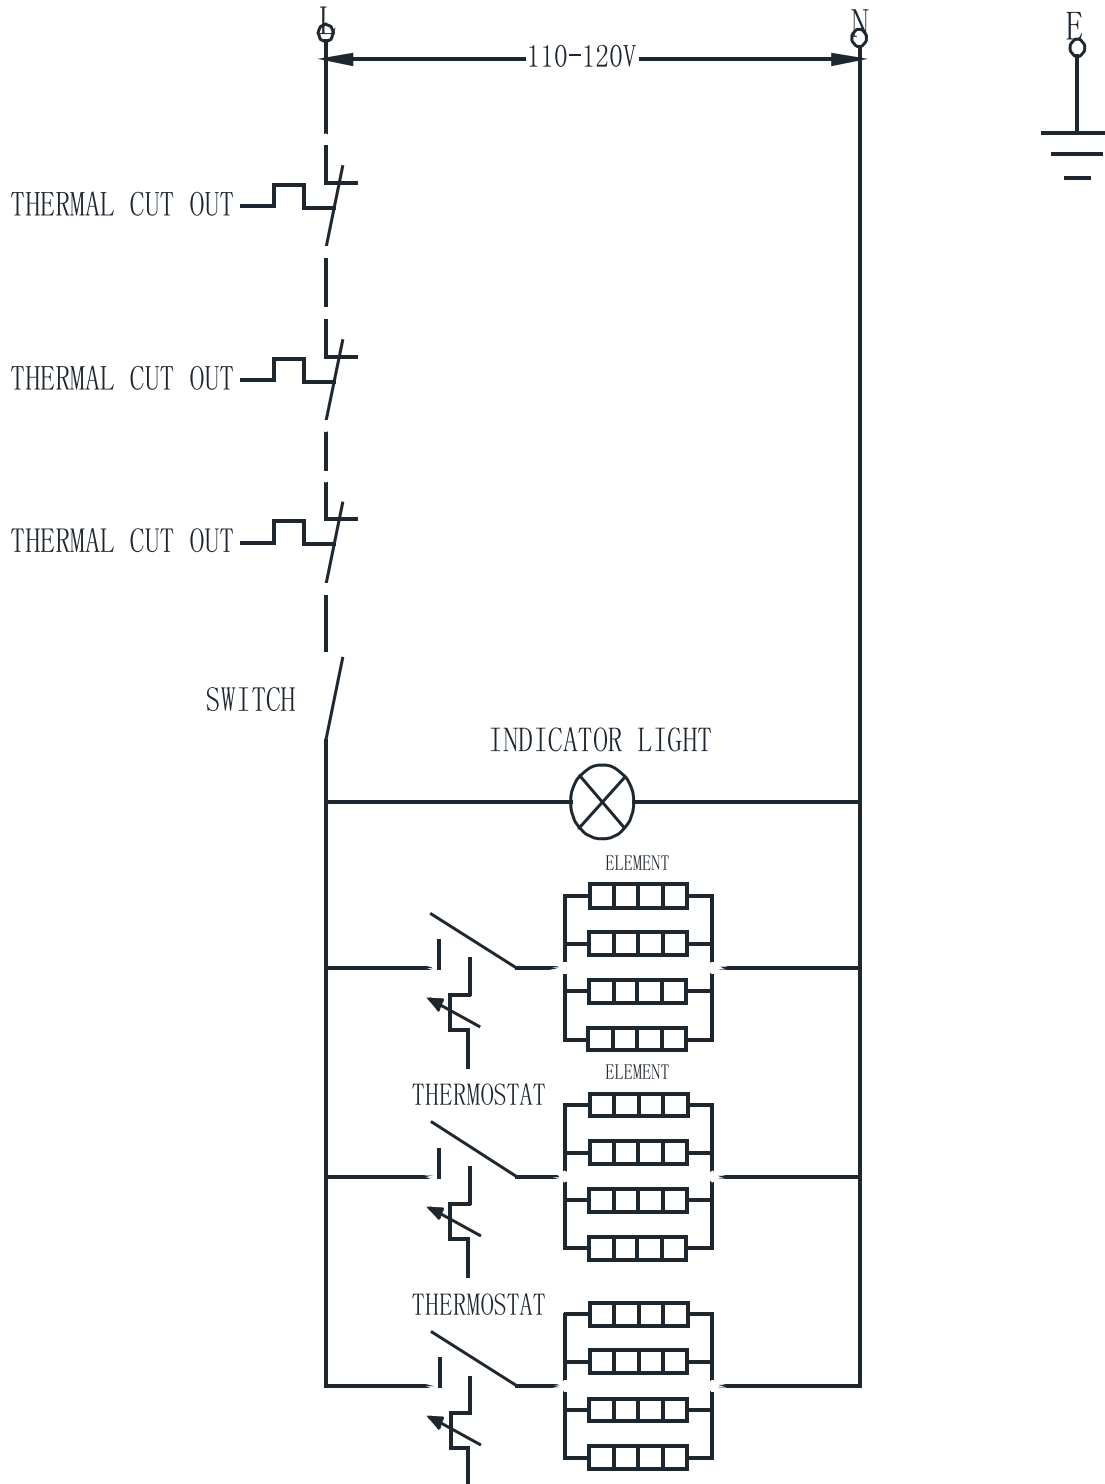 L
N
E
110-120V
THERMAL CUT OUT
THERMAL CUT OUT
THERMAL CUT OUT
SWITCH
INDICATOR LIGHT
ELEMENT
ELEMENT
THERMOSTAT
THERMOSTAT